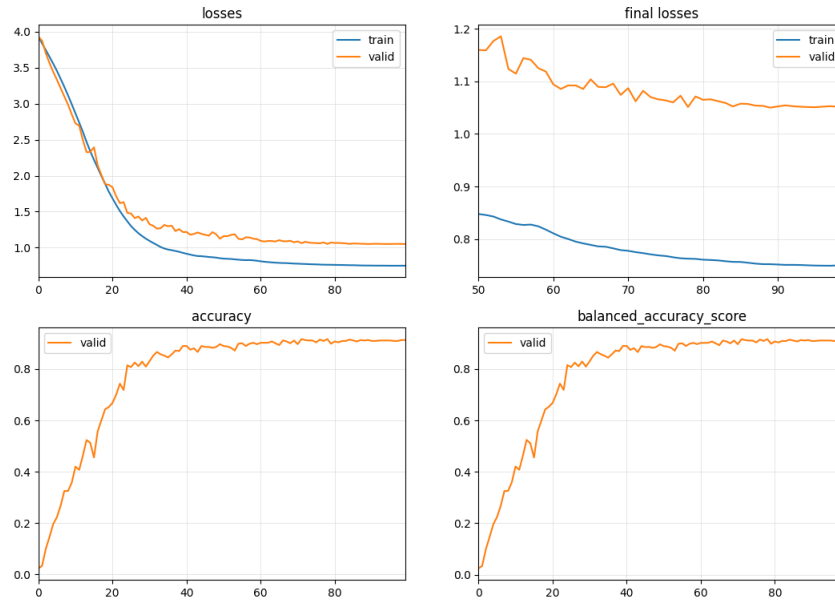 losses
4.0
3.5
3.0
2.5
2.0
1.5
1.0
0 20 40 60 80
train
valid
final losses
1.2
1.1
1.0
0.9
0.8
50 60 70 80 90
train
valid
accuracy
0.8
0.6
0.4
0.2
0.0
0 20 40 60 80
valid
balanced_accuracy_score
0.8
0.6
0.4
0.2
0.0
0 20 40 60 80
valid